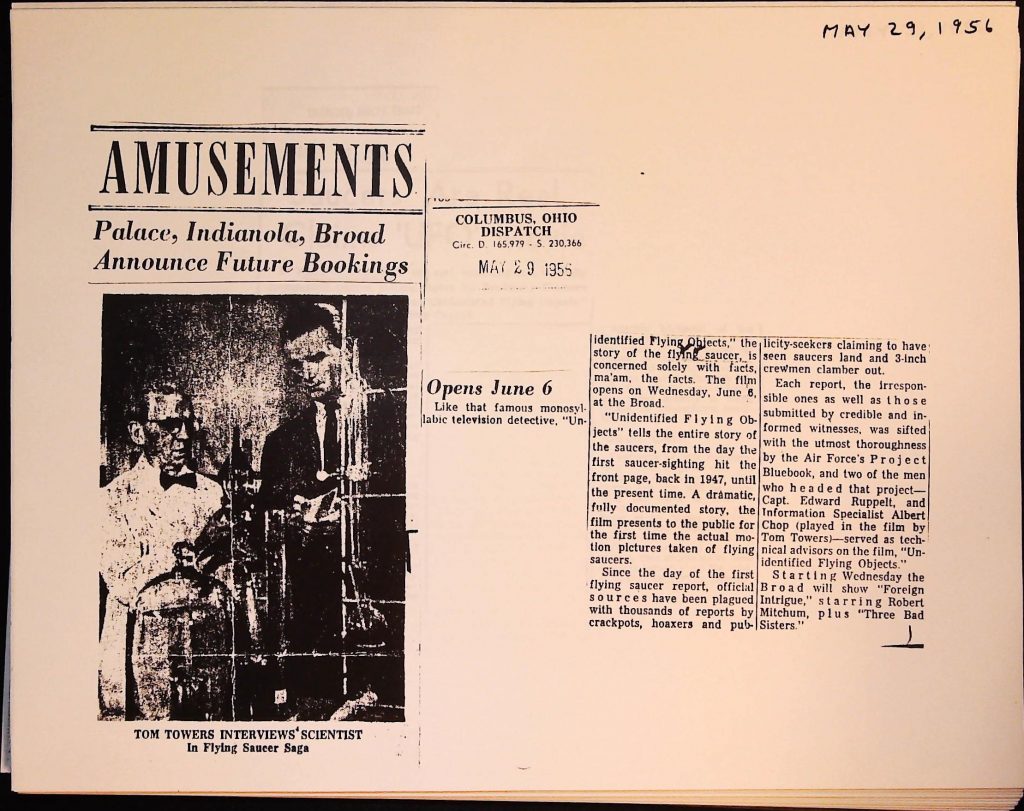 MAY 29, 1956
AMUSEMENTS
Palace, Indianola, Broad
Announce Future Bookings
COLUMBUS, OHIO
DISPATCH
Circ. D. 165,979 - S. 230,366
MAY 29 1956
TOM TOWERS INTERVIEWS SCIENTIST
In Flying Saucer Saga
Opens June 6
Like that famous monosyl-
labic television detective, "Un-
identified Flying Objects," the
story of the flying saucer, is
concerned solely with facts,
ma'am, the facts. The film
opens on Wednesday, June 6,
at the Broad.
"Unidentified Flying Ob-
jects" tells the entire story of
the saucers, from the day the
first saucer-sighting hit the
front page, back in 1947, until
the present time. A dramatic,
fully documented story, the
film presents to the public for
the first time the actual mo-
tion pictures taken of flying
saucers.
Since the day of the first
flying saucer report, official
sources have been plagued
with thousands of reports by
crackpots, hoaxers and pub-
licity-seekers claiming to have
seen saucers land and 3-inch
crewmen clamber out.
Each report, the irrespon-
sible ones as well as those
submitted by credible and in-
formed witnesses, was sifted
with the utmost thoroughness
by the Air Force's Project
Bluebook, and two of the men
who headed that project—
Capt. Edward Ruppelt, and
Information Specialist Albert
Chop (played in the film by
Tom Towers)—served as tech-
nical advisors on the film, "Un-
identified Flying Objects."
Starting Wednesday the
Broad will show "Foreign
Intrigue," starring Robert
Mitchum, plus "Three Bad
Sisters."